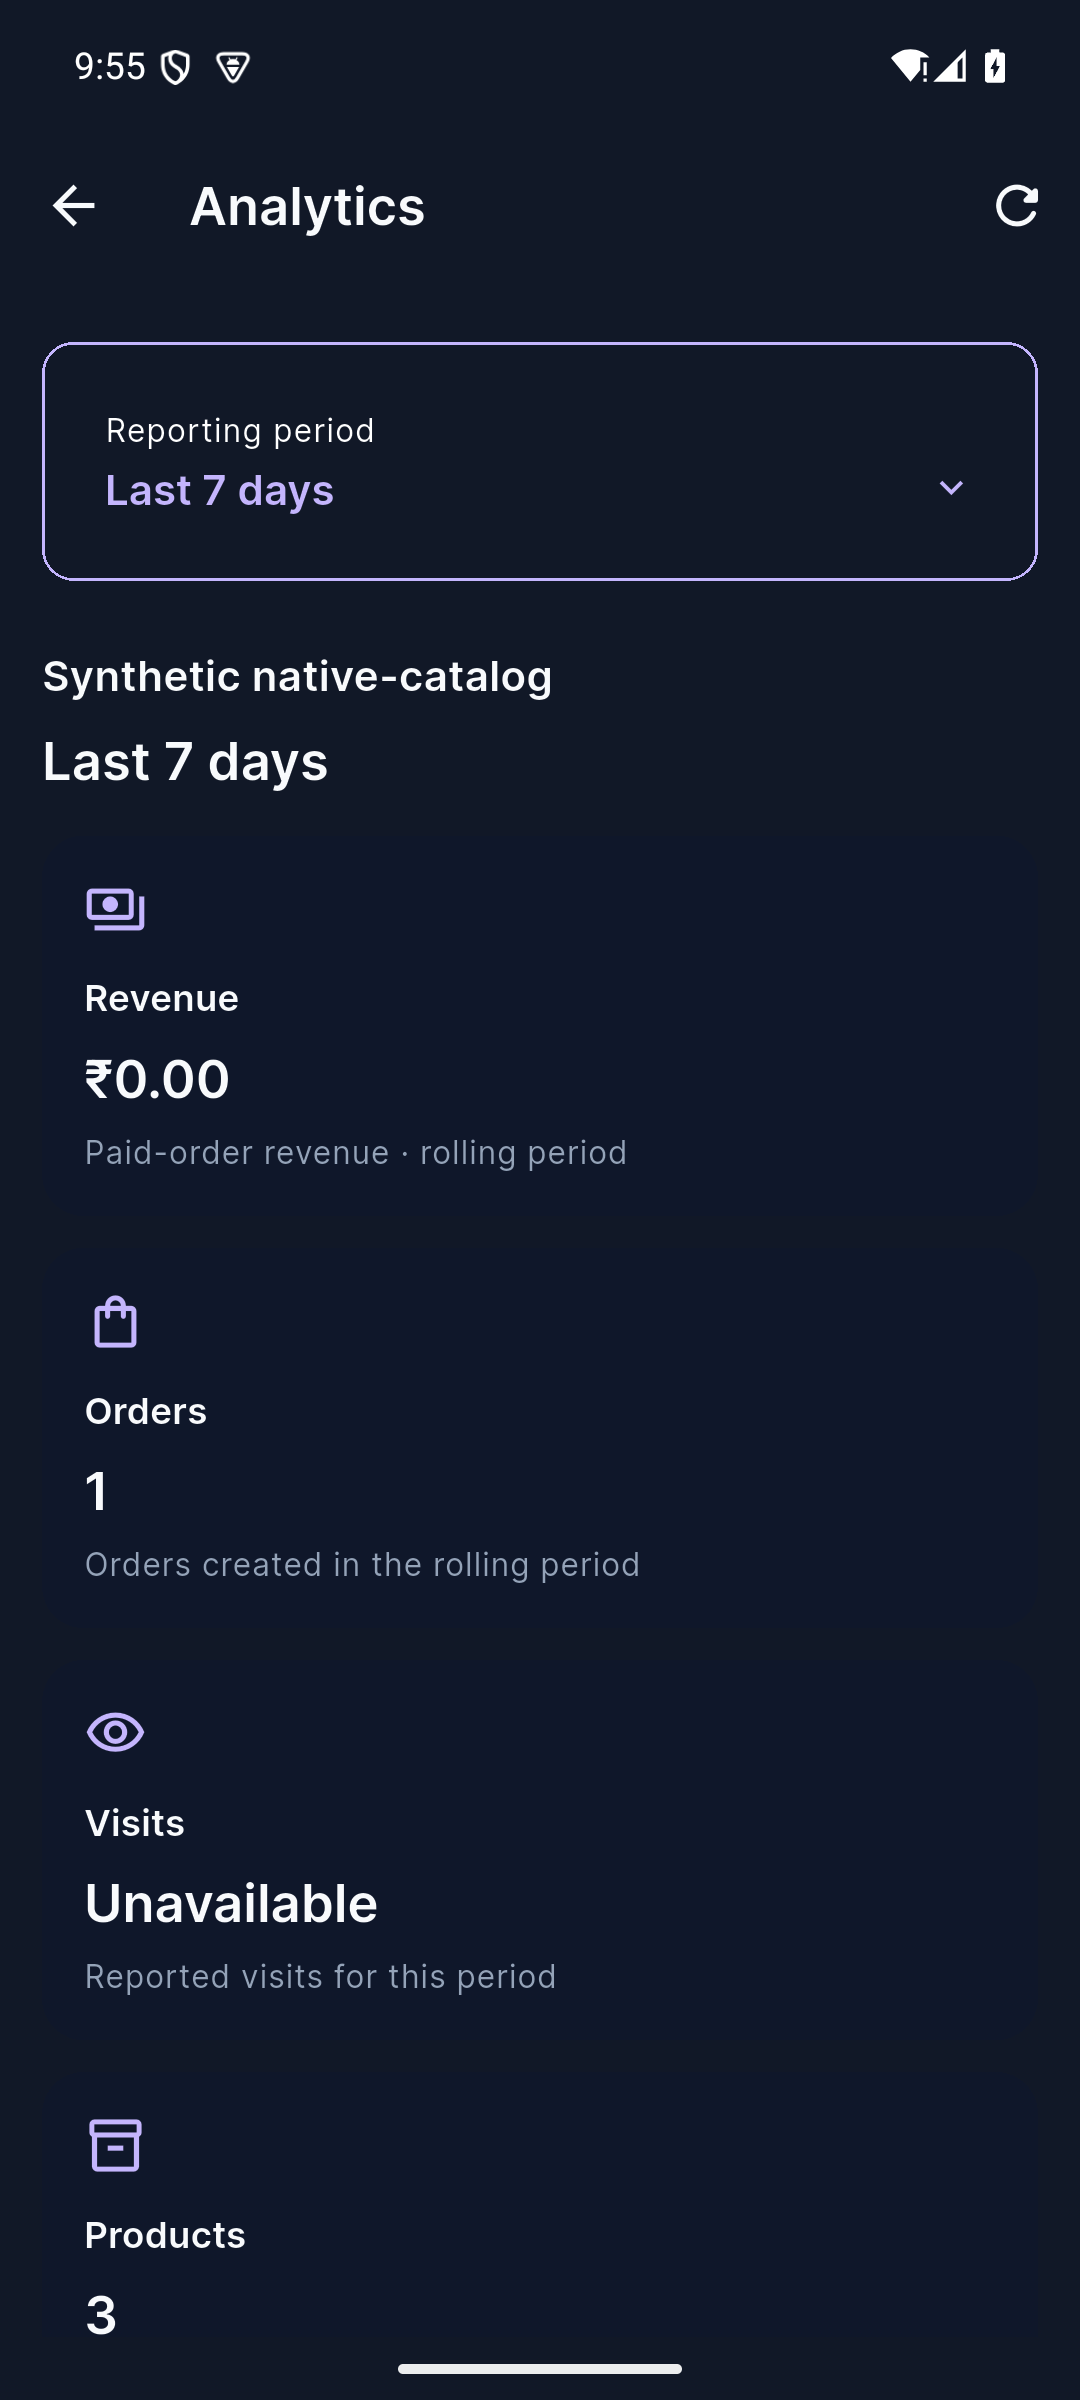 9:55
Analytics
Reporting period
Last 7 days
Synthetic native-catalog
Last 7 days
Revenue
₹0.00
Paid-order revenue · rolling period
Orders
1
Orders created in the rolling period
Visits
Unavailable
Reported visits for this period
Products
3